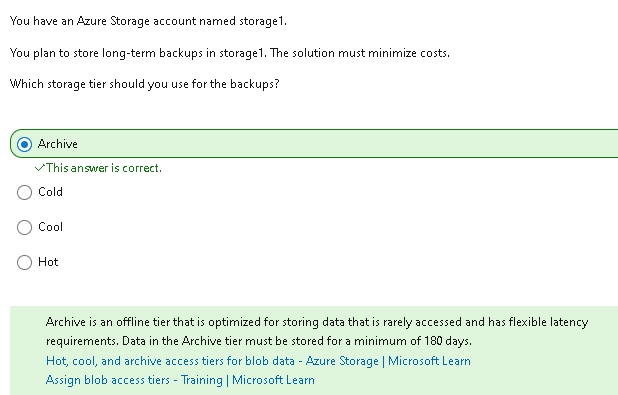 You have an Azure Storage account named storage1.
You plan to store long-term backups in storage1. The solution must minimize costs.
Which storage tier should you use for the backups?
Archive
✓This answer is correct.
Cold
Cool
Hot
Archive is an offline tier that is optimized for storing data that is rarely accessed and has flexible latency
requirements. Data in the Archive tier must be stored for a minimum of 180 days.
Hot, cool, and archive access tiers for blob data - Azure Storage | Microsoft Learn
Assign blob access tiers - Training | Microsoft Learn